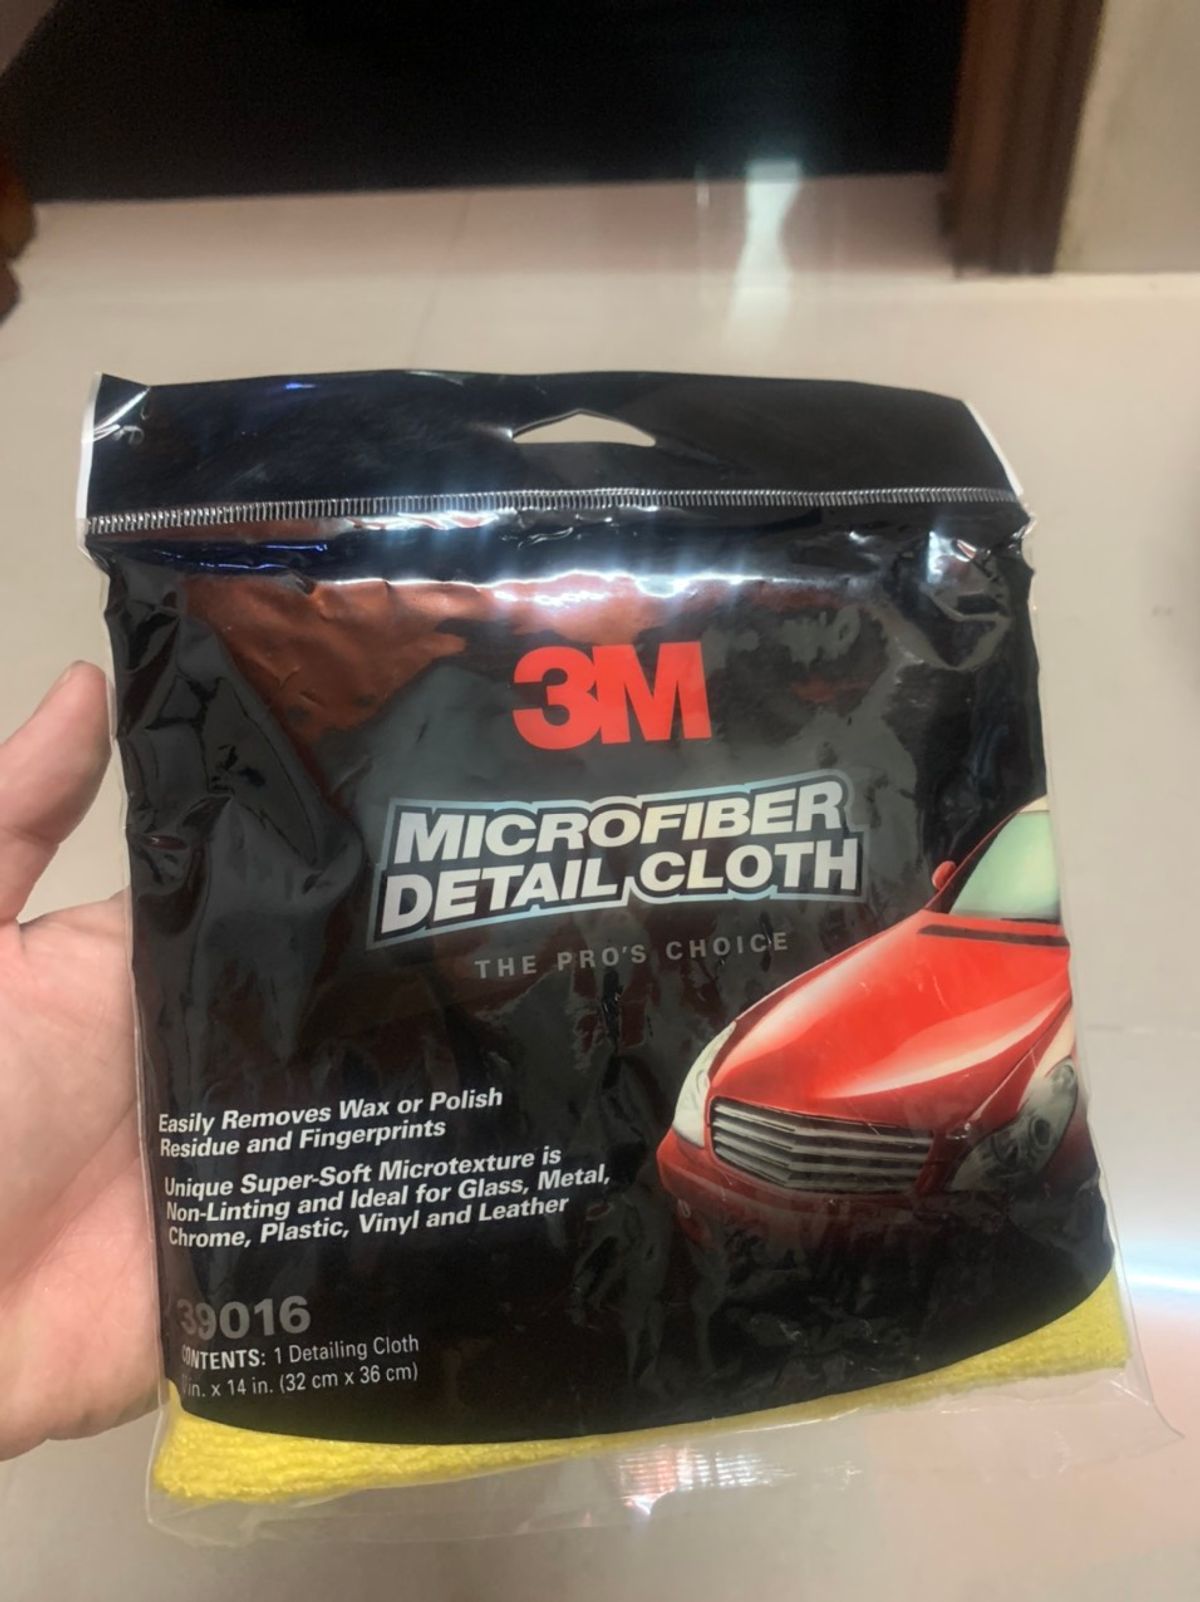 3M
MICROFIBER
DETAIL CLOTH
THE PRO'S CHOICE
Easily Removes Wax or Polish
Residue and Fingerprints
Unique Super-Soft Microtexture is
Non-Linting and Ideal for Glass, Metal,
Chrome, Plastic, Vinyl and Leather
39016
CONTENTS: 1 Detailing Cloth
in. x 14 in. (32 cm x 36 cm)